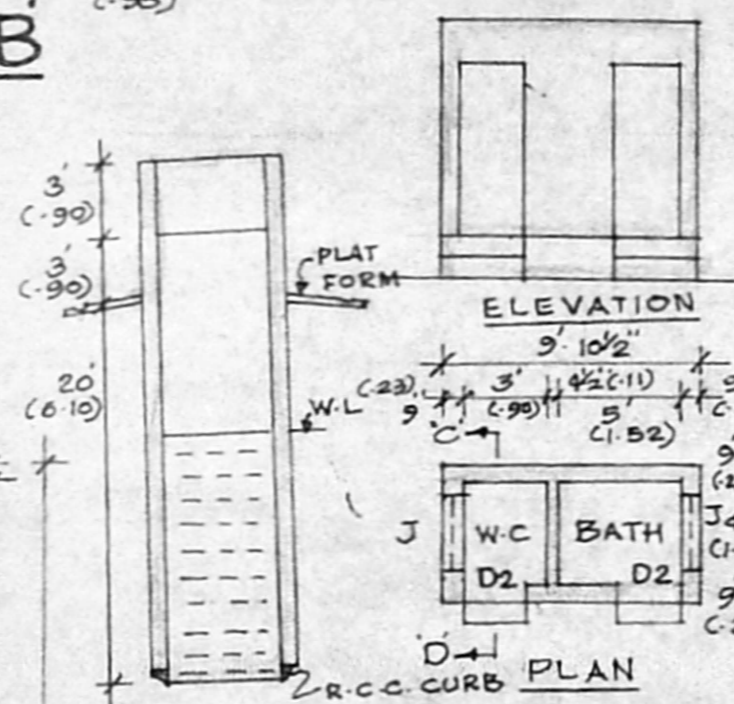 B
3'
(.90)
3'
(.90)
20'
(6.10)
PLAT
FORM
W.L
R.C.C. CURB
ELEVATION
9'-10½"
(.23)
9
3'
(.90)
4½"(.11)
5'
(1.52)
'C'
J
W.C
BATH
D2
D2
'D'
PLAN